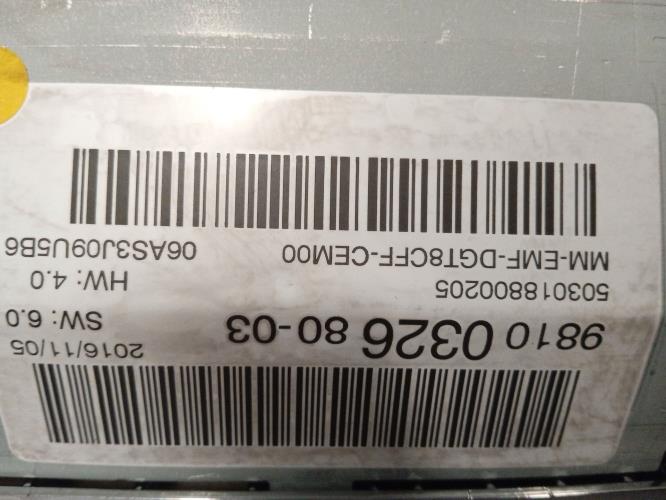 9810 0326 80-03 2016/11/05
503018800205 SW: 6.0
MM-EMF-DGT8CFF-CEM00 HW: 4.0
06AS3J09U5B6